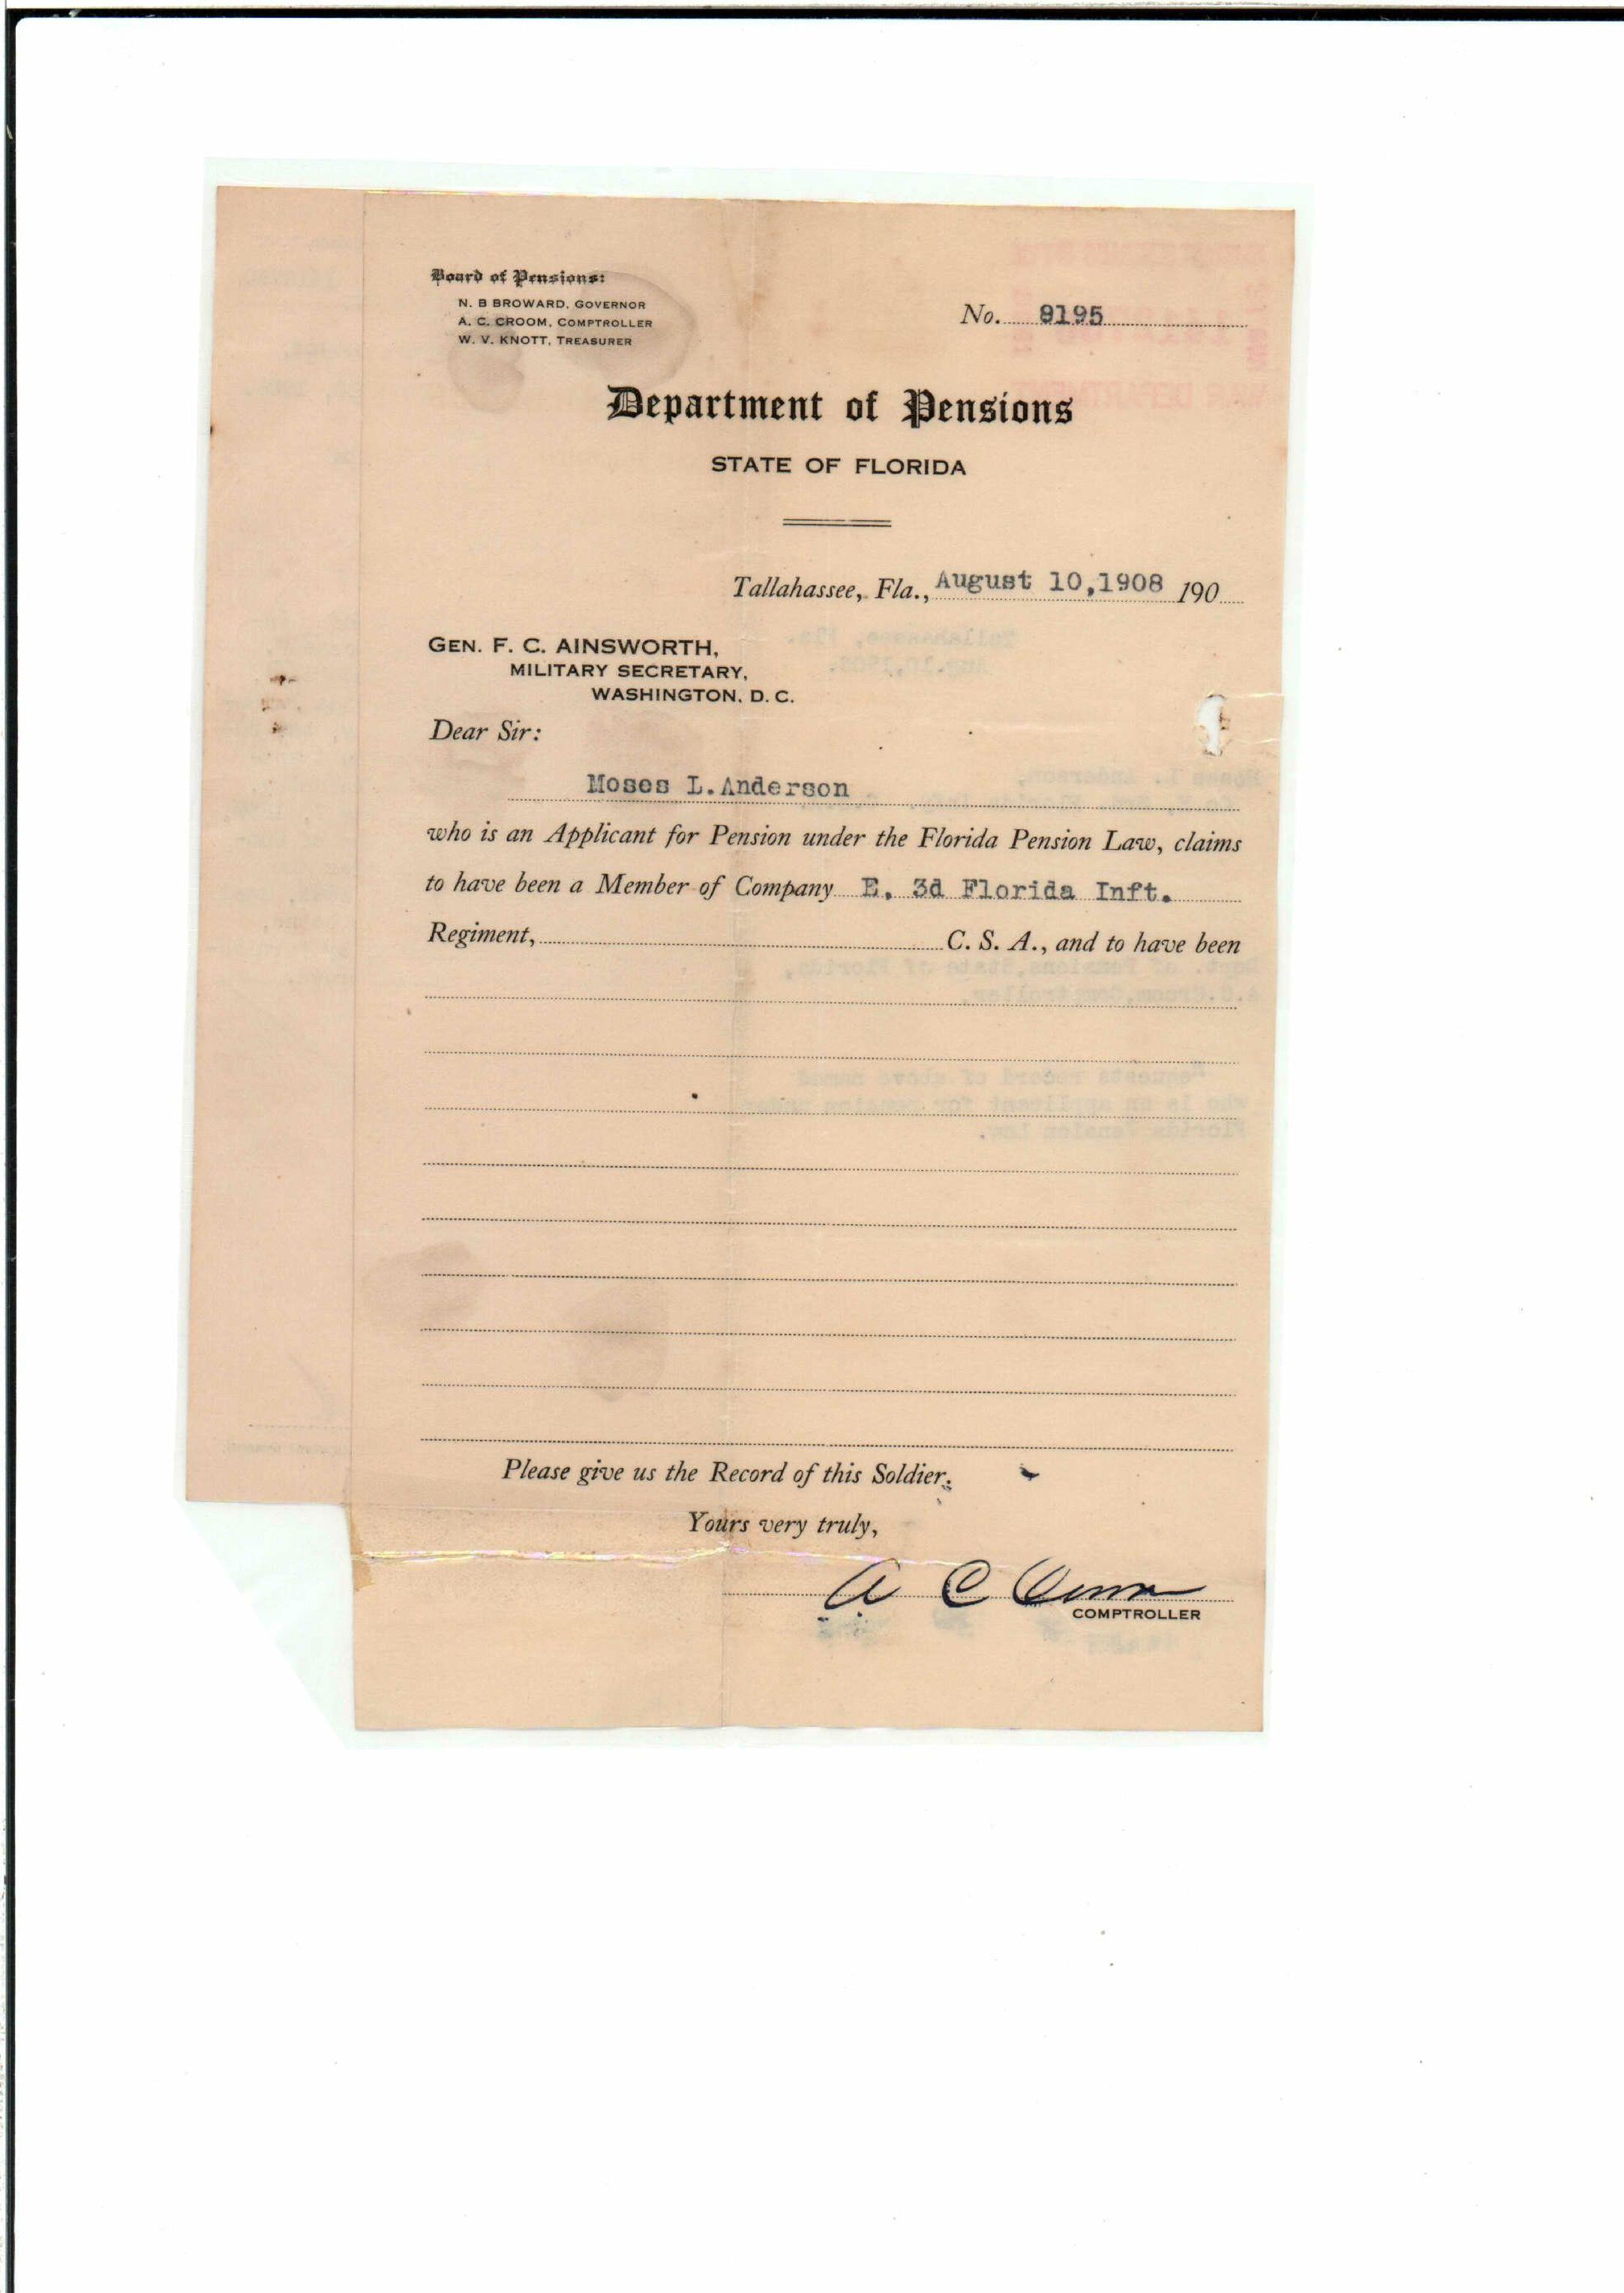 Board of Pensions:
N. B BROWARD, GOVERNOR
A. C. CROOM, COMPTROLLER
W. V. KNOTT, TREASURER
No. 9195
Department of Pensions
STATE OF FLORIDA
Tallahassee, Fla., August 10,1908 190
GEN. F. C. AINSWORTH,
MILITARY SECRETARY,
WASHINGTON, D. C.
Dear Sir:
Moses L.Anderson
who is an Applicant for Pension under the Florida Pension Law, claims
to have been a Member of Company E, 3d Florida Inft.
Regiment, C. S. A., and to have been
Please give us the Record of this Soldier.
Yours very truly,
A C Croom
COMPTROLLER